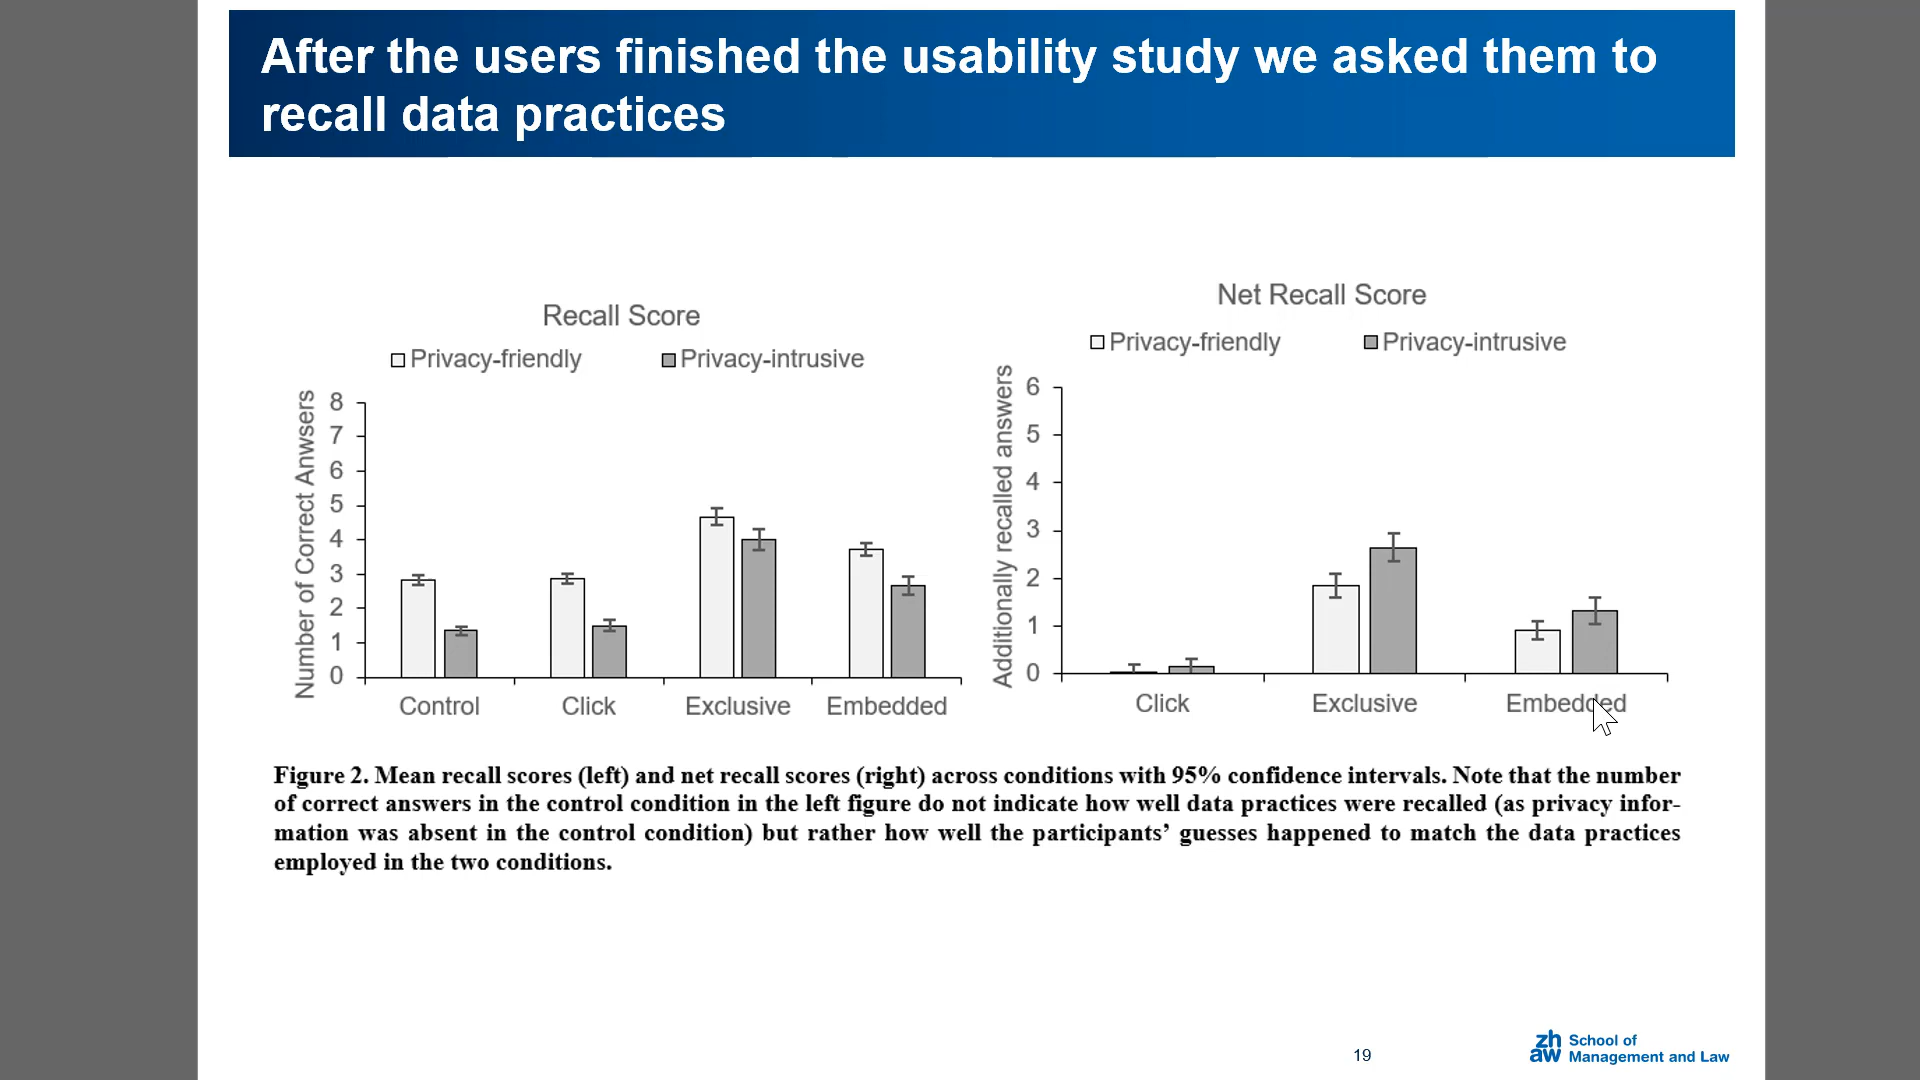 After the users finished the usability study we asked them to
recall data practices
Recall Score
Privacy-friendly
Privacy-intrusive
Number of Correct Anwsers
8
7
6
5
4
3
2
1
0
Control
Click
Exclusive
Embedded
Net Recall Score
Privacy-friendly
Privacy-intrusive
Additionally recalled answers
6
5
4
3
2
1
0
Click
Exclusive
Embedded
Figure 2. Mean recall scores (left) and net recall scores (right) across conditions with 95% confidence intervals. Note that the number
of correct answers in the control condition in the left figure do not indicate how well data practices were recalled (as privacy infor-
mation was absent in the control condition) but rather how well the participants’ guesses happened to match the data practices
employed in the two conditions.
19
zh
aw
School of
Management and Law